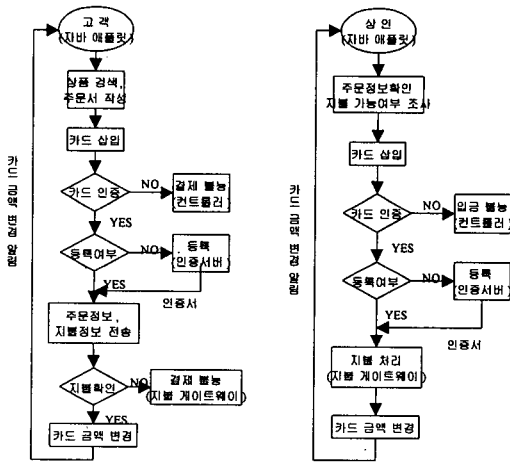 고 객
(자바 애플릿)
상품 검색,
주문서 작성
카드 삽입
카드 인증
NO
결제 불능
(컨트롤러)
YES
등록여부
NO
등록
(인증서버)
YES
인증서
주문정보,
지불정보 전송
지불확인
NO
결제 불능
(지불 게이트웨이)
YES
카드 금액 변경
카드 금액 변경 알림
상 인
(자바 애플릿)
주문정보확인
지불 가능여부 조사
카드 삽입
카드 인증
NO
입금 불능
(컨트롤러)
YES
등록여부
NO
등록
(인증서버)
YES
인증서
지불 처리
(지불 게이트웨이)
카드 금액 변경
카드 금액 변경 알림